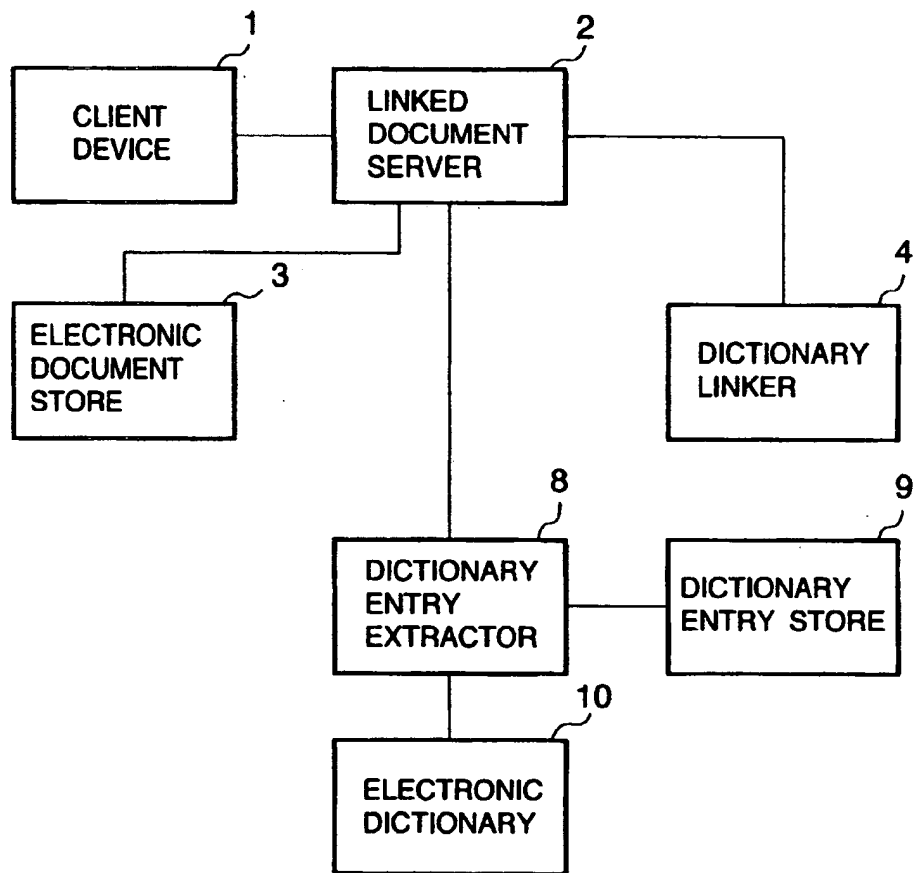 1
CLIENT
DEVICE
2
LINKED
DOCUMENT
SERVER
3
ELECTRONIC
DOCUMENT
STORE
4
DICTIONARY
LINKER
8
DICTIONARY
ENTRY
EXTRACTOR
9
DICTIONARY
ENTRY STORE
10
ELECTRONIC
DICTIONARY